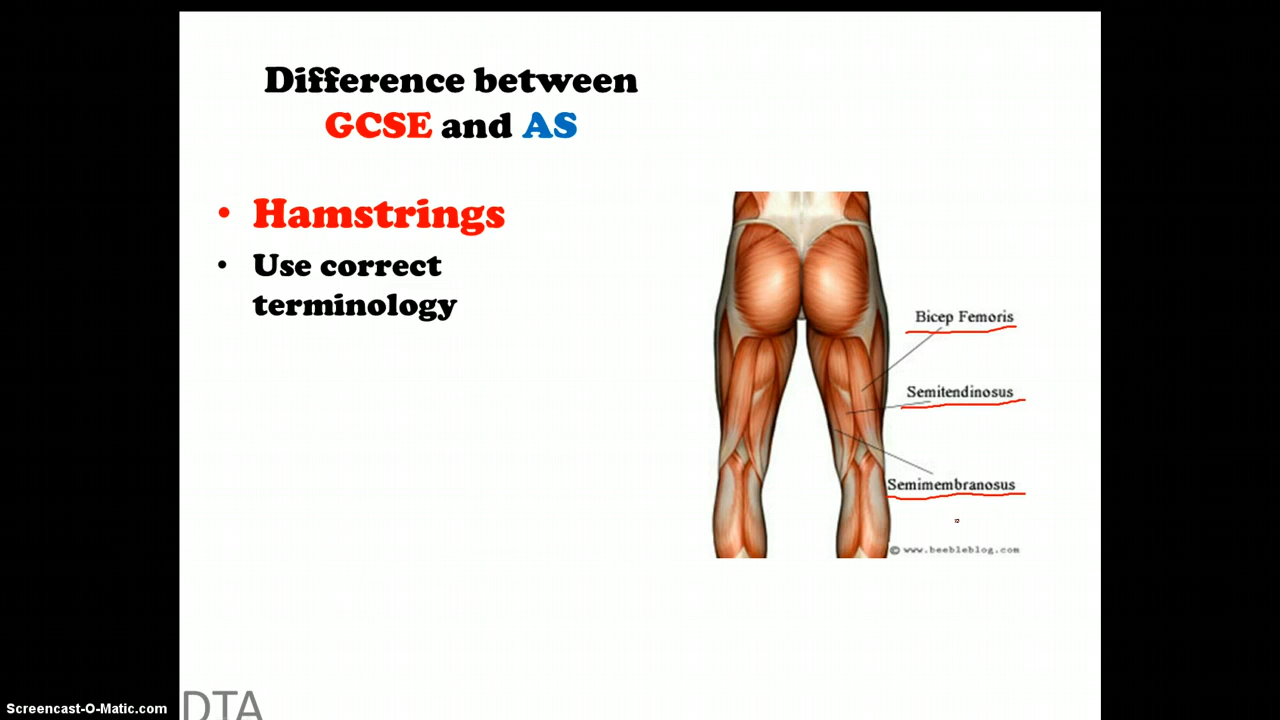 Difference between
GCSE and AS
• Hamstrings
• Use correct
terminology
Bicep Femoris
Semitendinosus
Semimembranosus
© www.beebleblog.com
DTA
Screencast-O-Matic.com